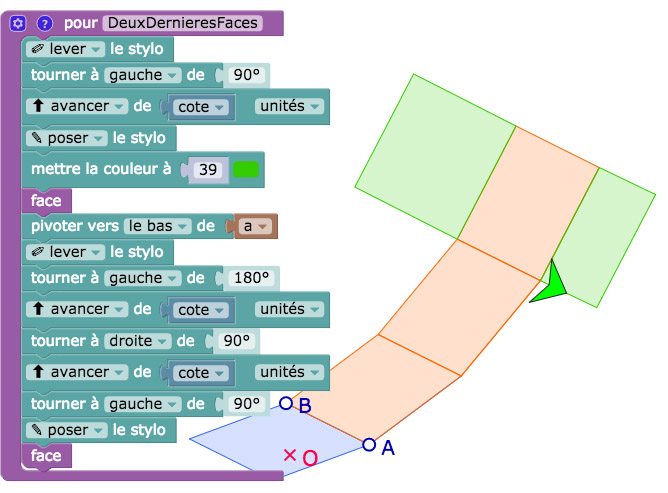 ? pour DeuxDernieresFaces
lever le stylo
tourner à gauche de 90°
avancer de cote unités
poser le stylo
mettre la couleur à 39
face
pivoter vers le bas de a
lever le stylo
tourner à gauche de 180°
avancer de cote unités
tourner à droite de 90°
avancer de cote unités
tourner à gauche de 90°
poser le stylo
face
B
A
O